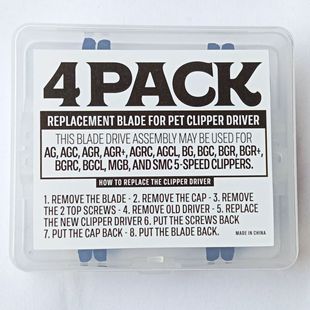 4 PACK
REPLACEMENT BLADE FOR PET CLIPPER DRIVER
THIS BLADE DRIVE ASSEMBLY MAY BE USED FOR
AG, AGC, AGR, AGR+, AGRC, AGCL, BG, BGC, BGR, BGR+,
BGRC, BGCL, MGB, AND SMC 5-SPEED CLIPPERS.
HOW TO REPLACE THE CLIPPER DRIVER
1. REMOVE THE BLADE - 2. REMOVE THE CAP - 3. REMOVE
THE 2 TOP SCREWS - 4. REMOVE OLD DRIVER - 5. REPLACE
THE NEW CLIPPER DRIVER 6. PUT THE SCREWS BACK
7. PUT THE CAP BACK - 8. PUT THE BLADE BACK.
MADE IN CHINA